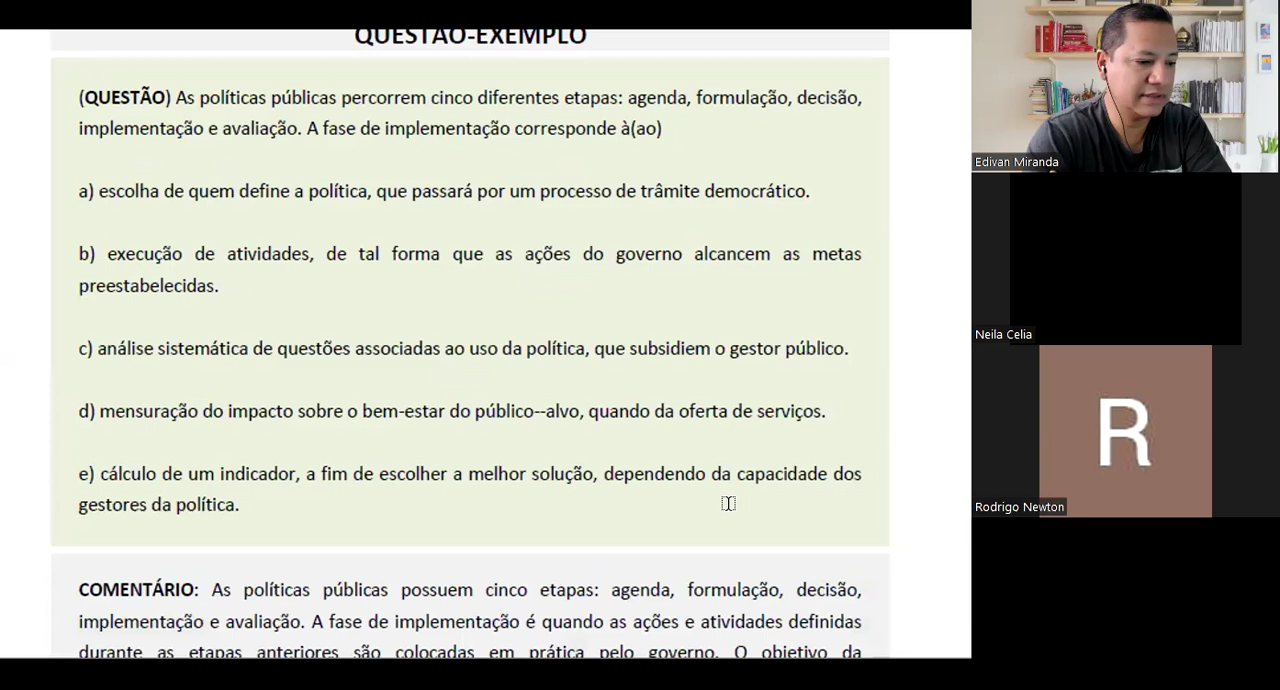 QUESTÃO-EXEMPLO
(QUESTÃO) As políticas públicas percorrem cinco diferentes etapas: agenda, formulação, decisão,
implementação e avaliação. A fase de implementação corresponde à(ao)
a) escolha de quem define a política, que passará por um processo de trâmite democrático.
b) execução de atividades, de tal forma que as ações do governo alcancem as metas
preestabelecidas.
c) análise sistemática de questões associadas ao uso da política, que subsidiem o gestor público.
d) mensuração do impacto sobre o bem-estar do público--alvo, quando da oferta de serviços.
e) cálculo de um indicador, a fim de escolher a melhor solução, dependendo da capacidade dos
gestores da política.
COMENTÁRIO: As políticas públicas possuem cinco etapas: agenda, formulação, decisão,
implementação e avaliação. A fase de implementação é quando as ações e atividades definidas
durante as etapas anteriores são colocadas em prática pelo governo. O objetivo da
Edivan Miranda
Neila Celia
R
Rodrigo Newton